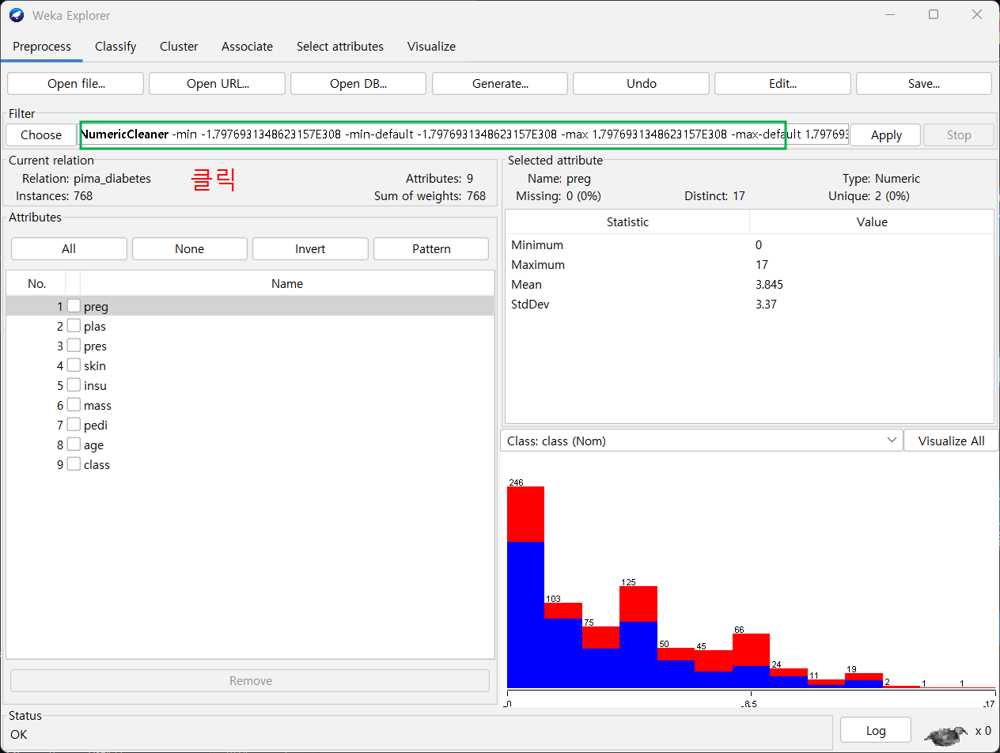 Weka Explorer
Preprocess Classify Cluster Associate Select attributes Visualize
Open file... Open URL... Open DB... Generate... Undo Edit... Save...
Filter
Choose NumericCleaner -min -1.7976931348623157E308 -min-default -1.7976931348623157E308 -max 1.7976931348623157E308 -max-default 1.797693 Apply Stop
Current relation
Relation: pima_diabetes Attributes: 9
Instances: 768 Sum of weights: 768
클릭
Selected attribute
Name: preg Type: Numeric
Missing: 0 (0%) Distinct: 17 Unique: 2 (0%)
Statistic Value
Minimum 0
Maximum 17
Mean 3.845
StdDev 3.37
Attributes
All None Invert Pattern
No. Name
1 preg
2 plas
3 pres
4 skin
5 insu
6 mass
7 pedi
8 age
9 class
Remove
Class: class (Nom) Visualize All
246
103
75
125
50
45
66
24
11
19
2
1
1
0 8.5 17
Status
OK
Log x 0